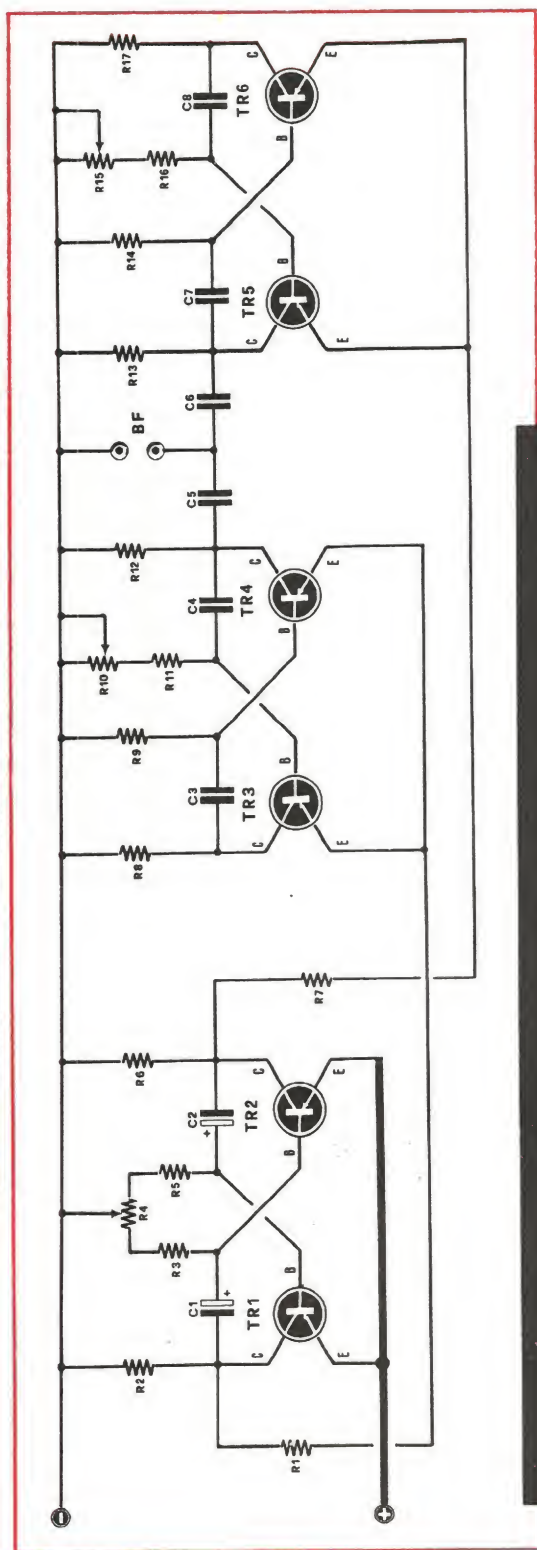 −
R2
R3
R4
R5
R6
R8
R9
R10
R11
R12
BF
R13
R14
R15
R16
R17
C1
+
+
C2
C3
C4
C5
C6
C7
C8
C
TR1
B
B
TR2
C
C
TR3
B
B
TR4
C
C
TR5
B
B
TR6
C
E
E
E
E
E
E
R1
R7
+